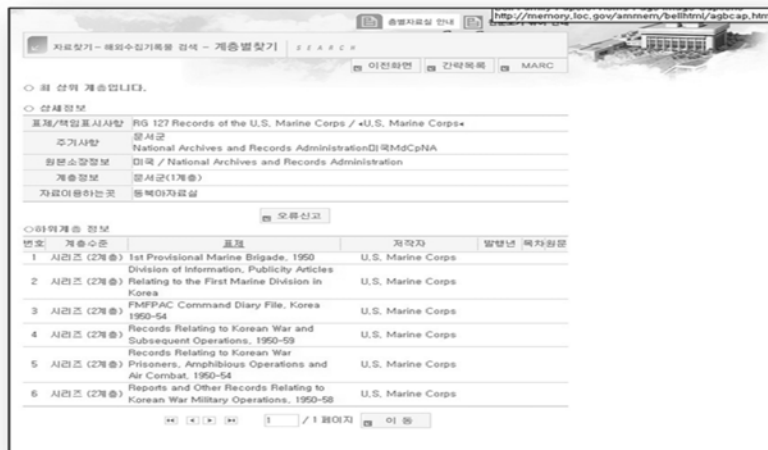 http://memory.loc.gov/ammem/bellhtml/agbcap.htm
층별자료실 안내
자료찾기 - 해외수집기록물 검색 - 계층별찾기 | SEARCH
이전화면 간략목록 MARC
○ 최 상위 계층입니다.
○ 상세정보
표제/책임표시사항 RG 127 Records of the U.S. Marine Corps / «U.S. Marine Corps«
주기사항 문서군
National Archives and Records Administration미국MdCpNA
원문소장정보 미국 / National Archives and Records Administration
계층정보 문서군(1계층)
자료이용하는곳 동북아자료실
오류신고
○하위계층 정보
번호 계층수준 표제 저작자 발행년 목차원문
1 시리즈 (2계층) 1st Provisional Marine Brigade, 1950 U.S. Marine Corps
Division of Information, Publicity Articles
2 시리즈 (2계층) Relating to the First Marine Division in U.S. Marine Corps
Korea
3 시리즈 (2계층) FMFPAC Command Diary File, Korea U.S. Marine Corps
1950-54
4 시리즈 (2계층) Records Relating to Korean War and U.S. Marine Corps
Subsequent Operations, 1950-59
Records Relating to Korean War
5 시리즈 (2계층) Prisoners, Amphibious Operations and U.S. Marine Corps
Air Combat, 1950-54
6 시리즈 (2계층) Reports and Other Records Relating to U.S. Marine Corps
Korean War Military Operations, 1950-58
1 / 1 페이지 이 동